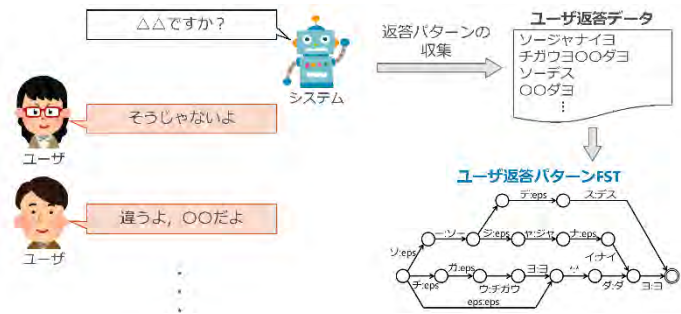 △△ですか？
システム
返答パターンの
収集
ユーザ返答データ
ソージャナイヨ
チガウヨ〇〇ダヨ
ソーデス
〇〇ダヨ
⋮
そうじゃないよ
ユーザ
違うよ，〇〇だよ
ユーザ
⋮
ユーザ返答パターンFST
デ:eps
ス:デス
ー:ソー
ジ:eps
ャ:ジャ
ナ:eps
ソ:eps
イ:ナイ
チ:eps
ガ:eps
ウ:チガウ
ヨ:ヨ
ダ:ダ
ヨ:ヨ
eps:eps